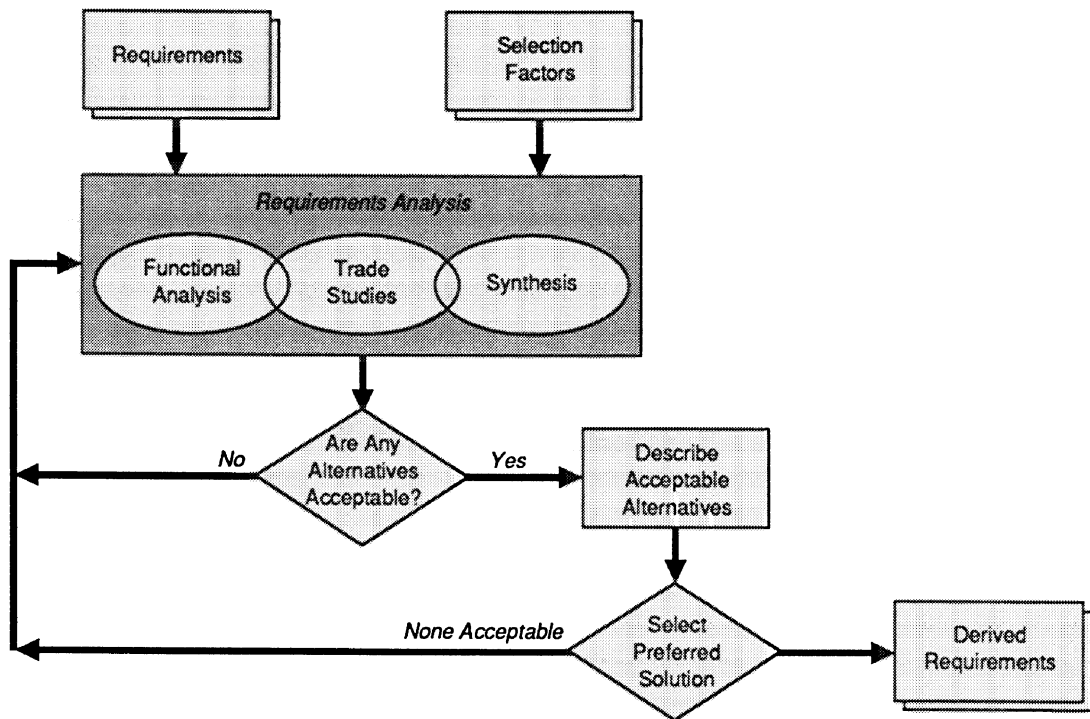 Requirements
Selection
Factors
Requirements Analysis
Functional
Analysis
Trade
Studies
Synthesis
Are Any
Alternatives
Acceptable?
No
Yes
Describe
Acceptable
Alternatives
None Acceptable
Select
Preferred
Solution
Derived
Requirements